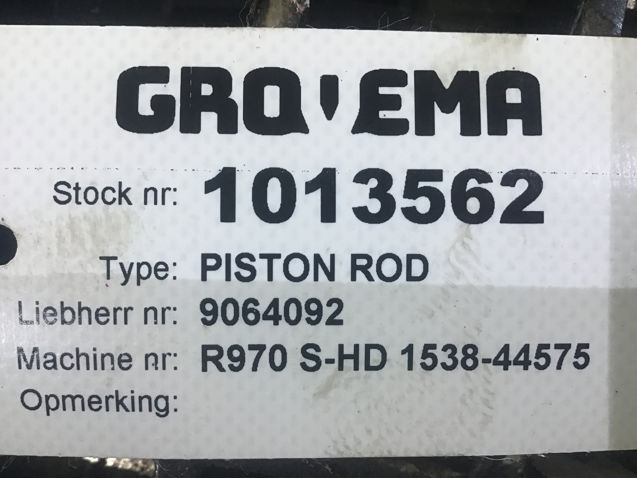 GROVEMA
Stock nr: 1013562
Type: PISTON ROD
Liebherr nr: 9064092
Machine nr: R970 S-HD 1538-44575
Opmerking: